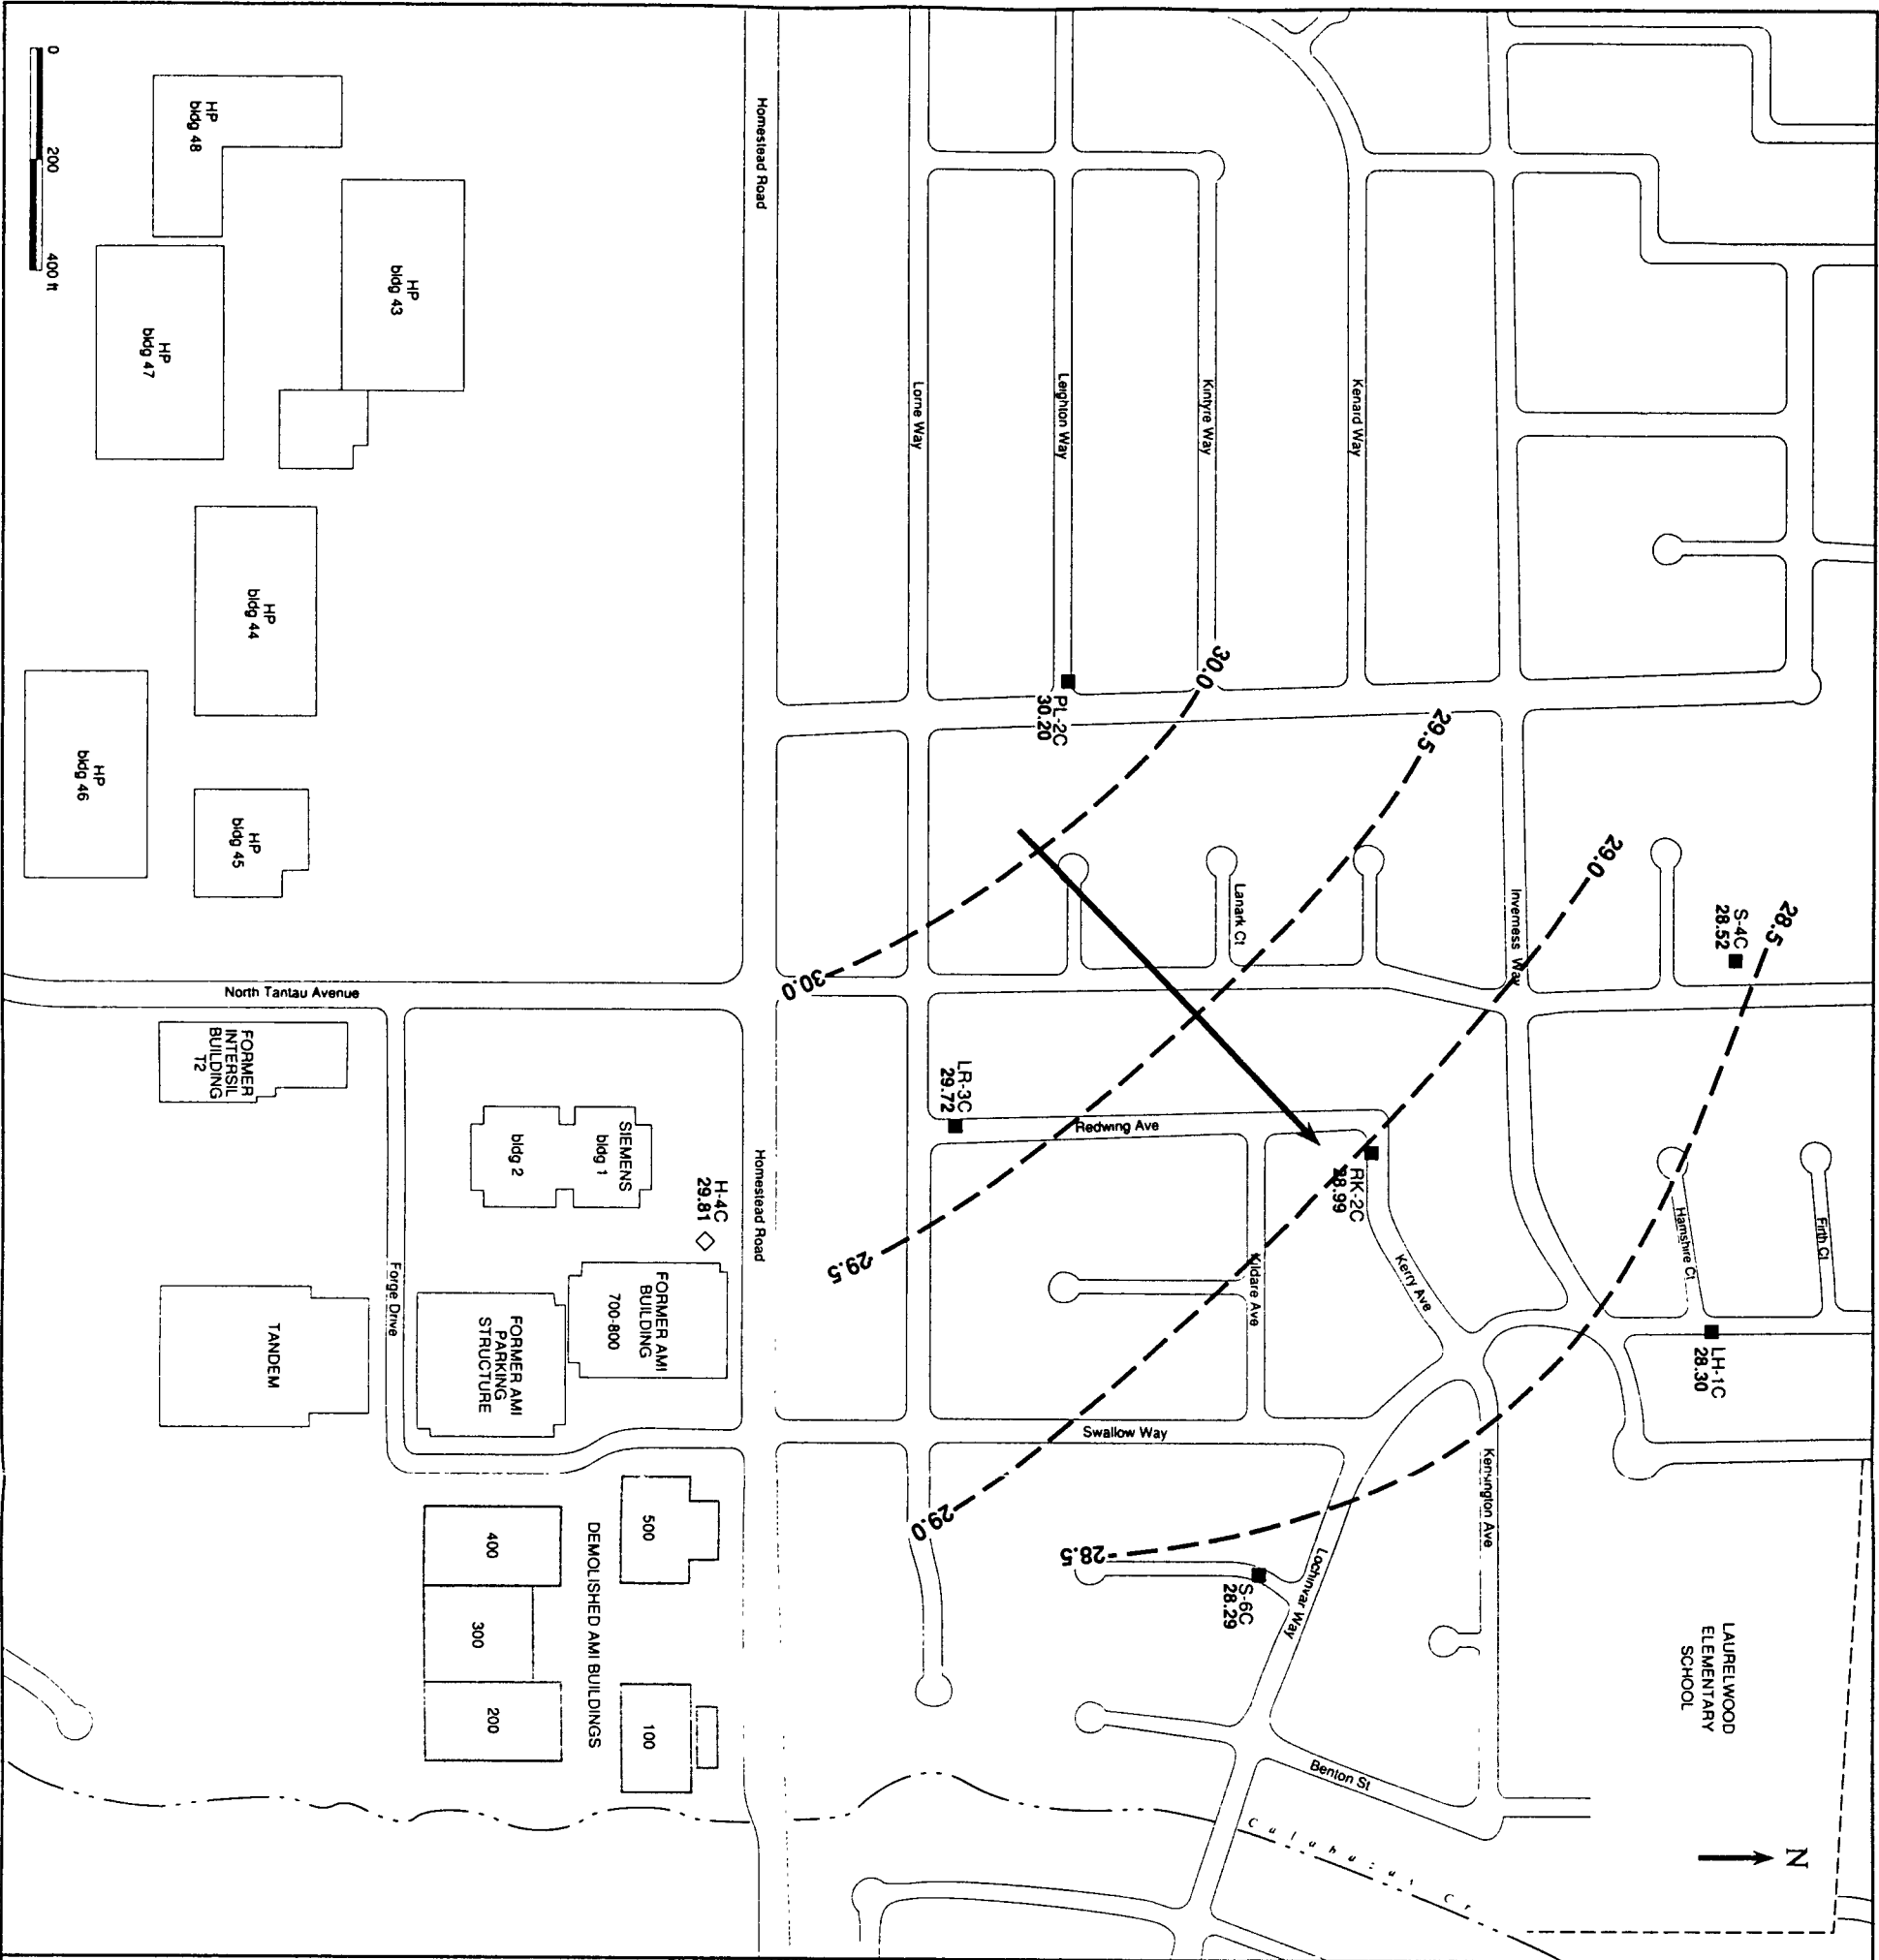 0
200
400 ft
HP
bldg 48
HP
bldg 43
HP
bldg 47
HP
bldg 44
HP
bldg 46
HP
bldg 45
Homestead Road
Lorne Way
Leighton Way
Kintyre Way
Kenard Way
Inverness Way
Lanark Ct
PL-2C
30.20
30.0
29.5
29.0
28.5
S-4C
28.52
30.0
29.5
29.0
28.5
North Tantau Avenue
FORMER
INTERSIL
BUILDING
T2
SIEMENS
bldg 1
bldg 2
H-4C
29.81
Homestead Road
LR-3C
29.72
Redwing Ave
RK-2C
28.99
Kildare Ave
Kerry Ave
Hamshire Ct
Firth Ct
LH-1C
28.30
Forge Drive
TANDEM
FORMER AMI
BUILDING
700-800
FORMER AMI
PARKING
STRUCTURE
Swallow Way
Kensington Ave
Lochinvar Way
S-6C
28.29
DEMOLISHED AMI BUILDINGS
500
400
300
200
100
LAURELWOOD
ELEMENTARY
SCHOOL
Benton St
N